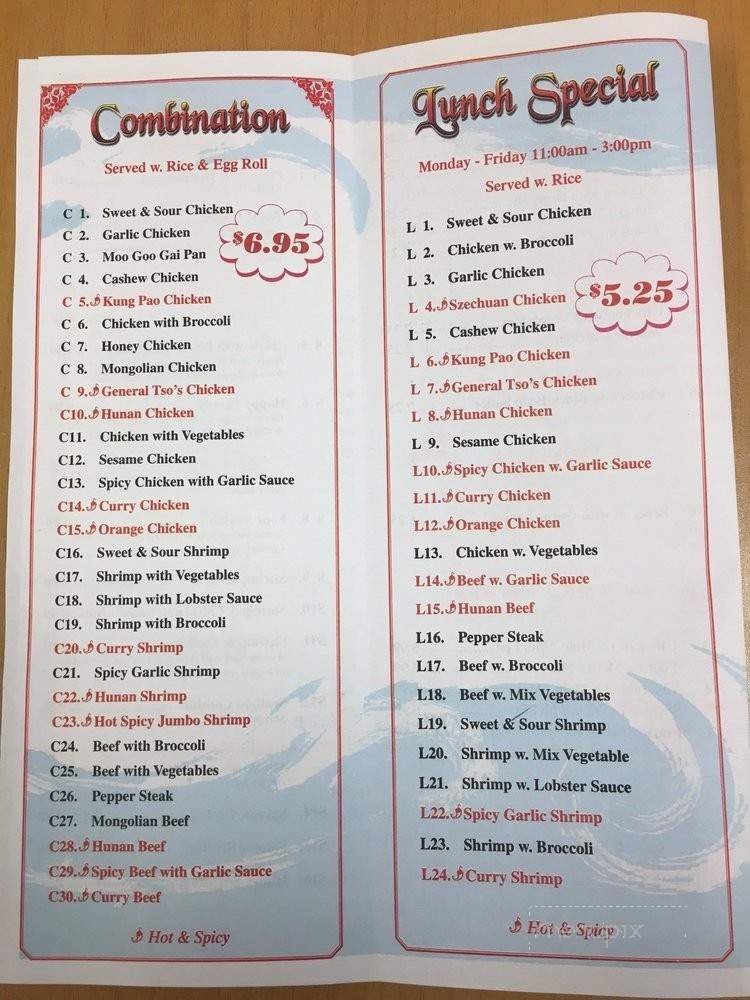 Combination
Served w. Rice & Egg Roll
$6.95
C 1. Sweet & Sour Chicken
C 2. Garlic Chicken
C 3. Moo Goo Gai Pan
C 4. Cashew Chicken
C 5. Kung Pao Chicken
C 6. Chicken with Broccoli
C 7. Honey Chicken
C 8. Mongolian Chicken
C 9. General Tso's Chicken
C10. Hunan Chicken
C11. Chicken with Vegetables
C12. Sesame Chicken
C13. Spicy Chicken with Garlic Sauce
C14. Curry Chicken
C15. Orange Chicken
C16. Sweet & Sour Shrimp
C17. Shrimp with Vegetables
C18. Shrimp with Lobster Sauce
C19. Shrimp with Broccoli
C20. Curry Shrimp
C21. Spicy Garlic Shrimp
C22. Hunan Shrimp
C23. Hot Spicy Jumbo Shrimp
C24. Beef with Broccoli
C25. Beef with Vegetables
C26. Pepper Steak
C27. Mongolian Beef
C28. Hunan Beef
C29. Spicy Beef with Garlic Sauce
C30. Curry Beef
Hot & Spicy
Lunch Special
Monday - Friday 11:00am - 3:00pm
Served w. Rice
$5.25
L 1. Sweet & Sour Chicken
L 2. Chicken w. Broccoli
L 3. Garlic Chicken
L 4. Szechuan Chicken
L 5. Cashew Chicken
L 6. Kung Pao Chicken
L 7. General Tso's Chicken
L 8. Hunan Chicken
L 9. Sesame Chicken
L10. Spicy Chicken w. Garlic Sauce
L11. Curry Chicken
L12. Orange Chicken
L13. Chicken w. Vegetables
L14. Beef w. Garlic Sauce
L15. Hunan Beef
L16. Pepper Steak
L17. Beef w. Broccoli
L18. Beef w. Mix Vegetables
L19. Sweet & Sour Shrimp
L20. Shrimp w. Mix Vegetable
L21. Shrimp w. Lobster Sauce
L22. Spicy Garlic Shrimp
L23. Shrimp w. Broccoli
L24. Curry Shrimp
Hot & Spicy